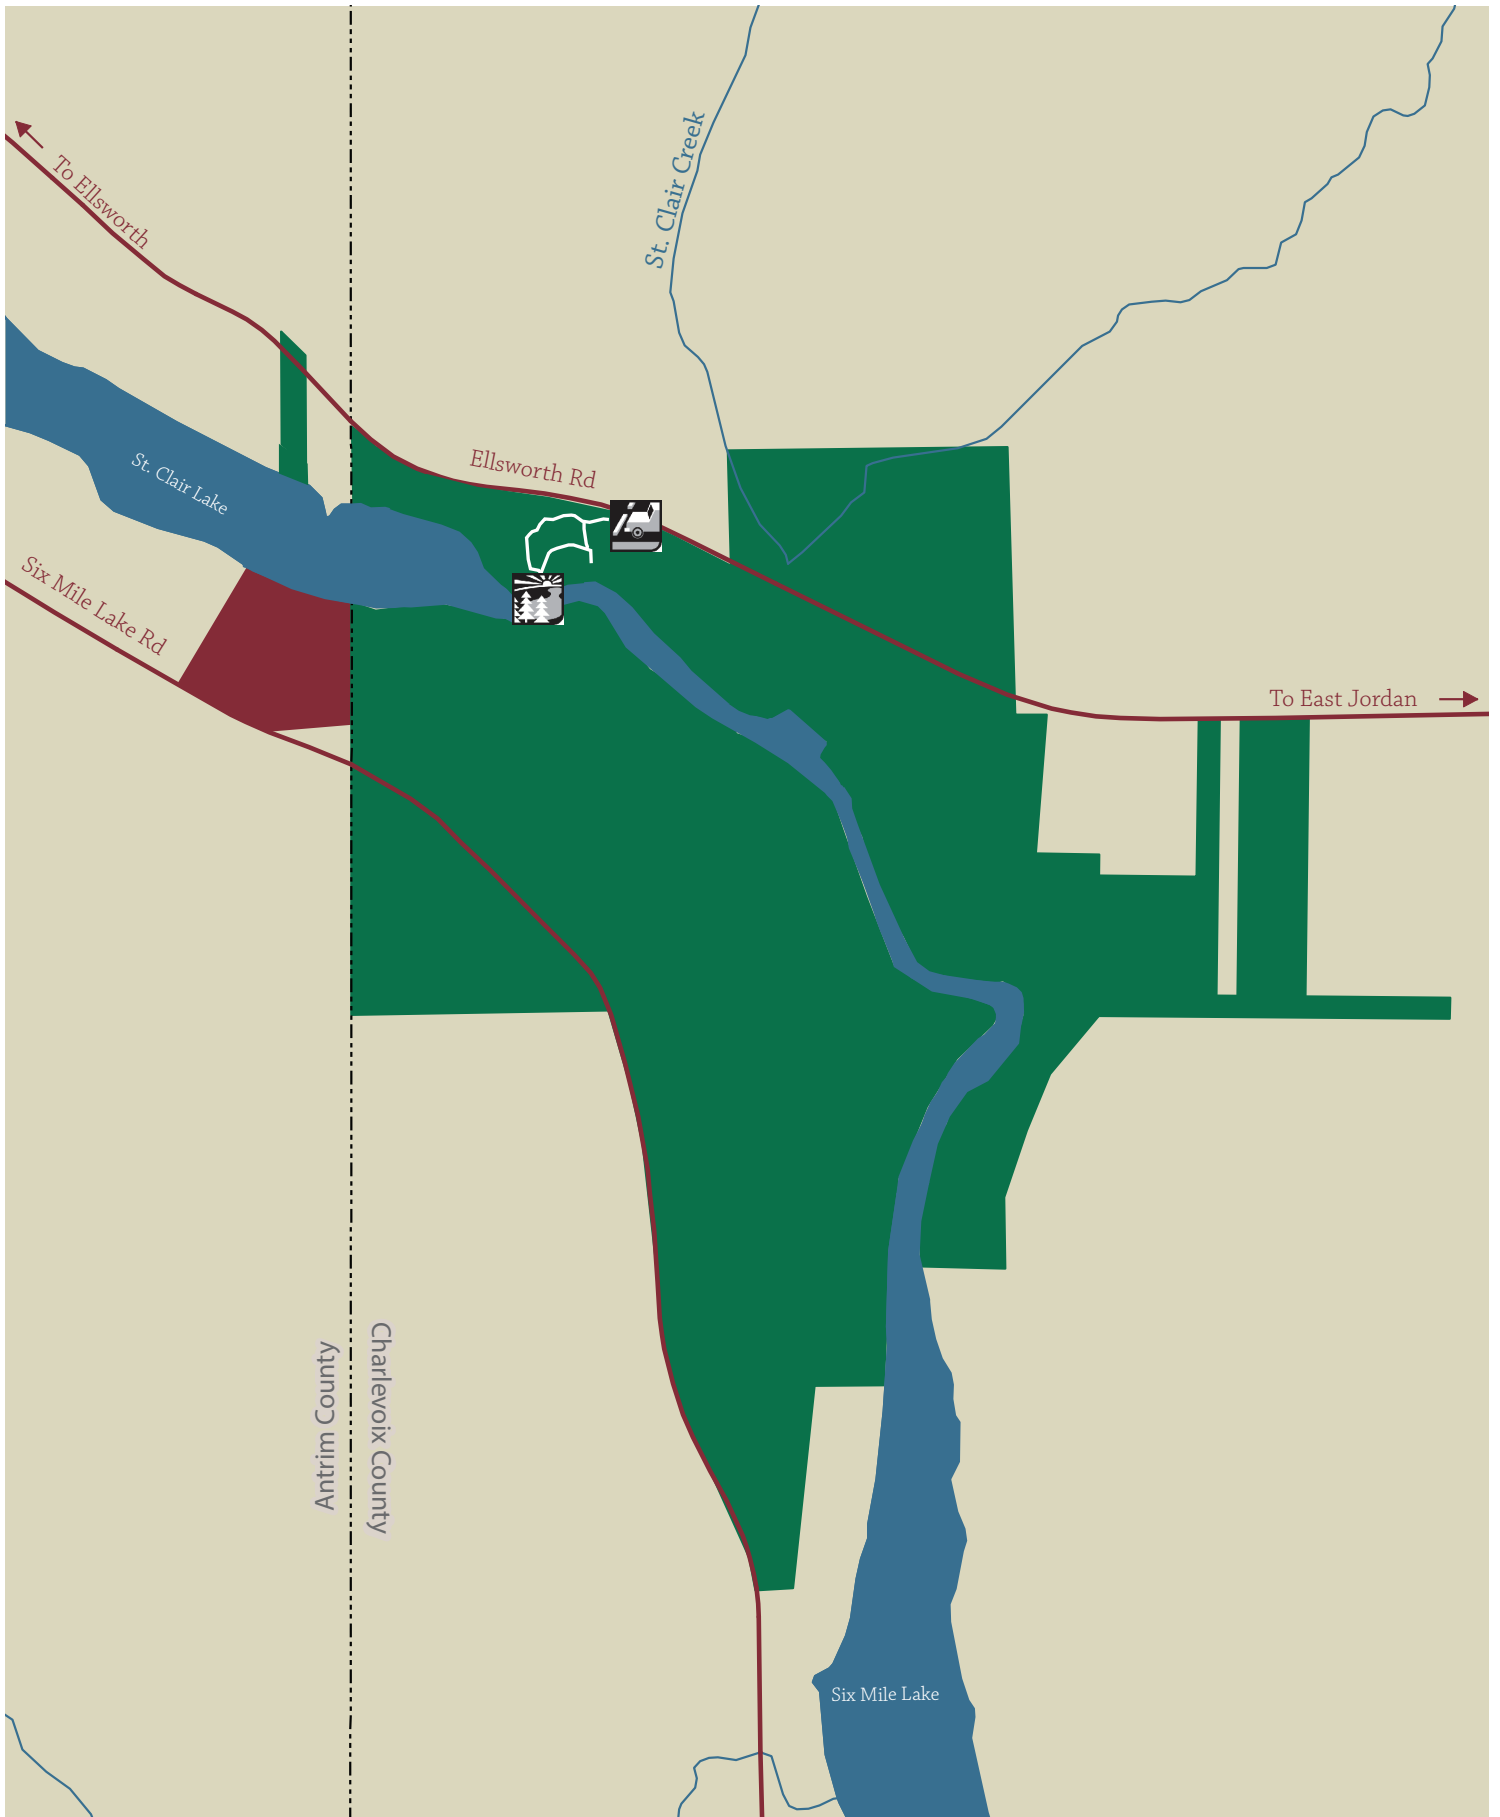 St. Clair Creek
To Ellsworth
Ellsworth Rd
St. Clair Lake
Six Mile Lake Rd
To East Jordan
Antrim County
Charlevoix County
Six Mile Lake